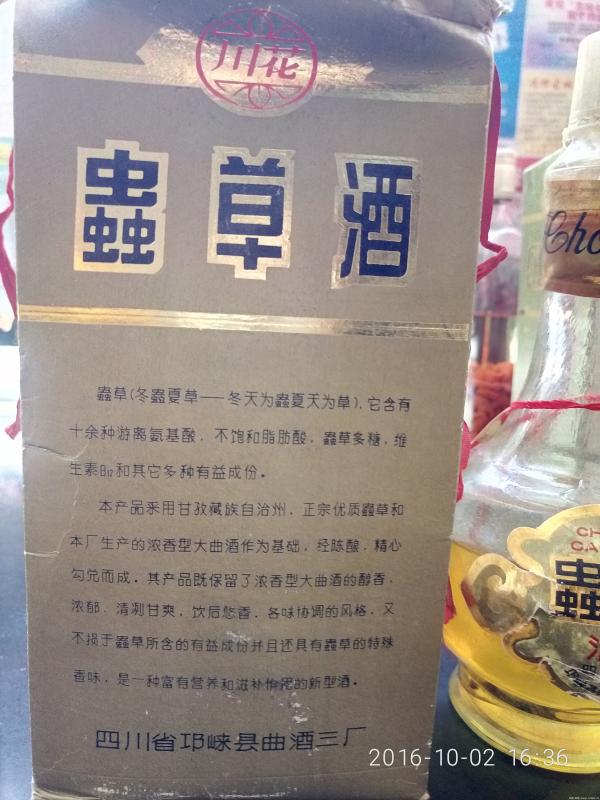 川花
蟲草酒
蟲草(冬蟲夏草——冬天为蟲夏天为草),它含有
十余种游离氨基酸，不饱和脂肪酸，蟲草多糖，维
生素B12和其它多种有益成份。
本产品采用甘孜藏族自治州，正宗优质蟲草和
本厂生产的浓香型大曲酒作为基础，经陈酿，精心
勾兑而成，其产品既保留了浓香型大曲酒的醇香，
浓郁、清冽甘爽，饮后悠香，各味协调的风格，又
不损于蟲草所含的有益成份并且还具有蟲草的特殊
香味，是一种富有营养和滋补作用的新型酒。
四川省邛崃县曲酒三厂
Cho
CH
CA
蟲
2016-10-02 16:36